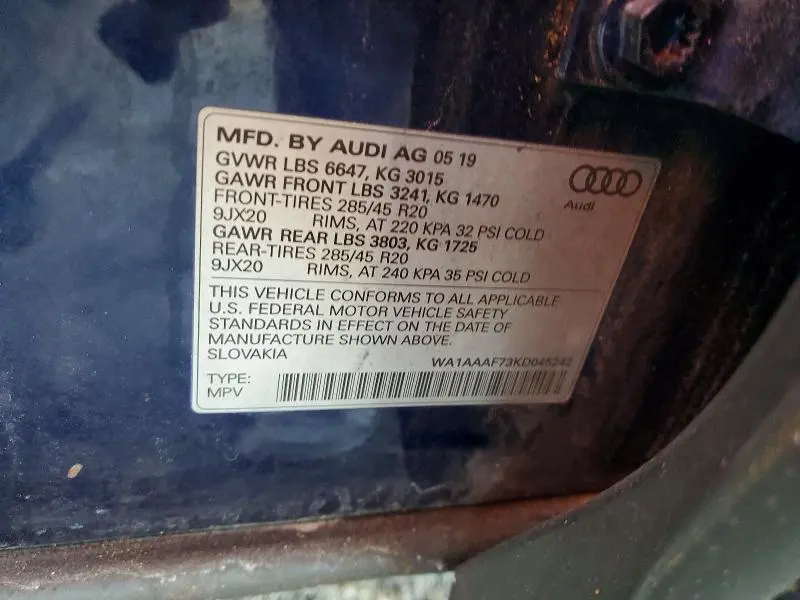 MFD. BY AUDI AG 05 19
GVWR LBS 6647, KG 3015
GAWR FRONT LBS 3241, KG 1470
FRONT-TIRES 285/45 R20
9JX20 RIMS, AT 220 KPA 32 PSI COLD
GAWR REAR LBS 3803, KG 1725
REAR-TIRES 285/45 R20
9JX20 RIMS, AT 240 KPA 35 PSI COLD
Audi
THIS VEHICLE CONFORMS TO ALL APPLICABLE
U.S. FEDERAL MOTOR VEHICLE SAFETY
STANDARDS IN EFFECT ON THE DATE OF
MANUFACTURE SHOWN ABOVE.
SLOVAKIA WA1AAAF73KD045242
TYPE:
MPV